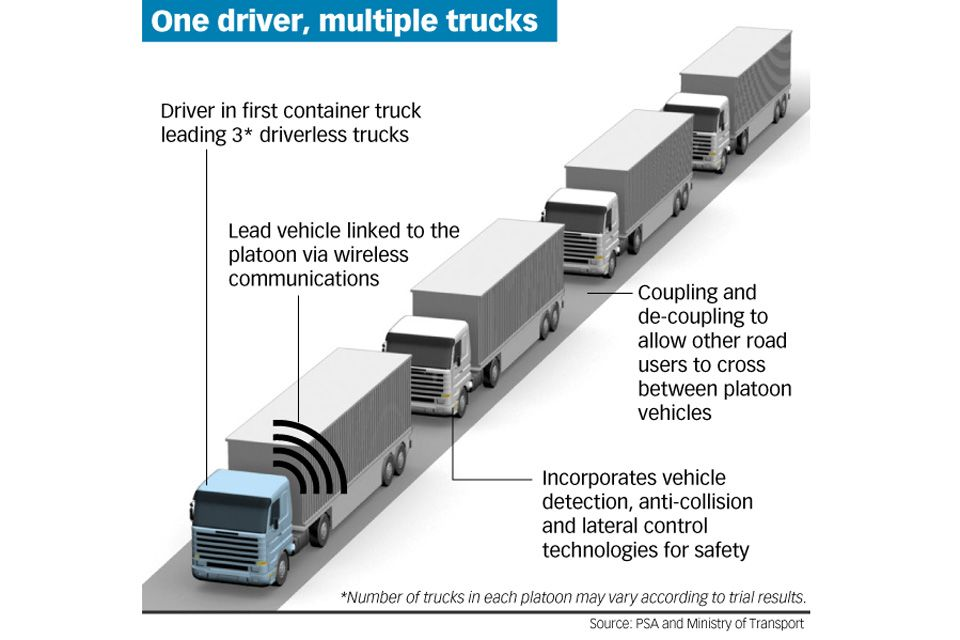 One driver, multiple trucks
Driver in first container truck
leading 3* driverless trucks
Lead vehicle linked to the
platoon via wireless
communications
Coupling and
de-coupling to
allow other road
users to cross
between platoon
vehicles
Incorporates vehicle
detection, anti-collision
and lateral control
technologies for safety
*Number of trucks in each platoon may vary according to trial results.
Source: PSA and Ministry of Transport